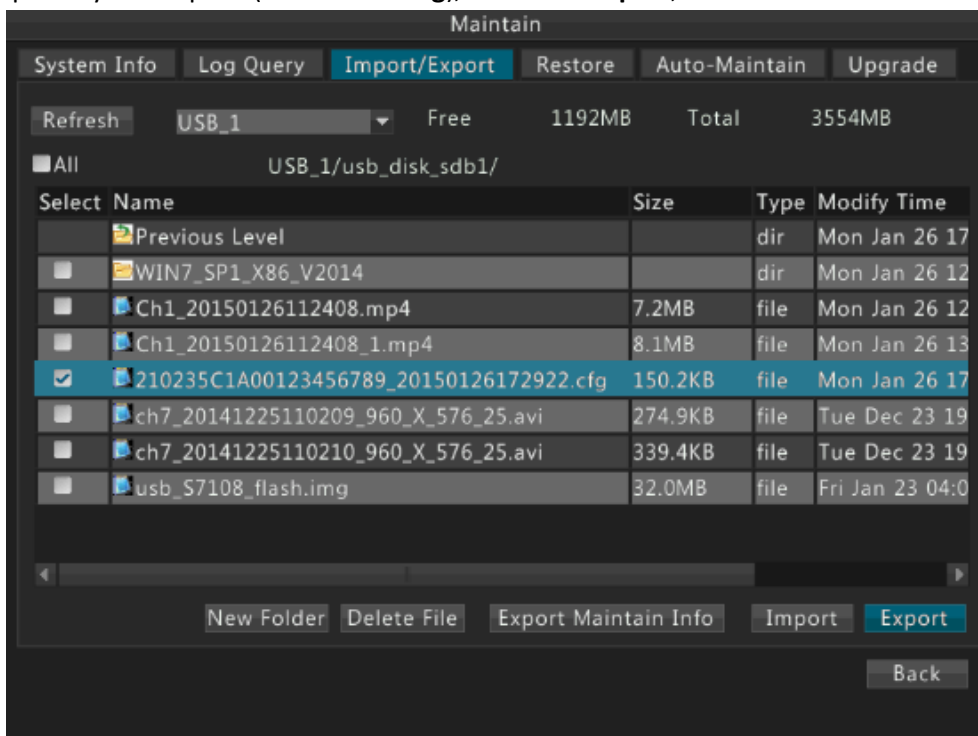 Maintain
System Info Log Query Import/Export Restore Auto-Maintain Upgrade
Refresh USB_1 Free 1192MB Total 3554MB
All USB_1/usb_disk_sdb1/
Select Name Size Type Modify Time
Previous Level dir Mon Jan 26 17
WIN7_SP1_X86_V2014 dir Mon Jan 26 12
Ch1_20150126112408.mp4 7.2MB file Mon Jan 26 12
Ch1_20150126112408_1.mp4 8.1MB file Mon Jan 26 13
210235C1A00123456789_20150126172922.cfg 150.2KB file Mon Jan 26 17
ch7_20141225110209_960_X_576_25.avi 274.9KB file Tue Dec 23 19
ch7_20141225110210_960_X_576_25.avi 339.4KB file Tue Dec 23 19
usb_S7108_flash.img 32.0MB file Fri Jan 23 04:0
New Folder Delete File Export Maintain Info Import Export
Back